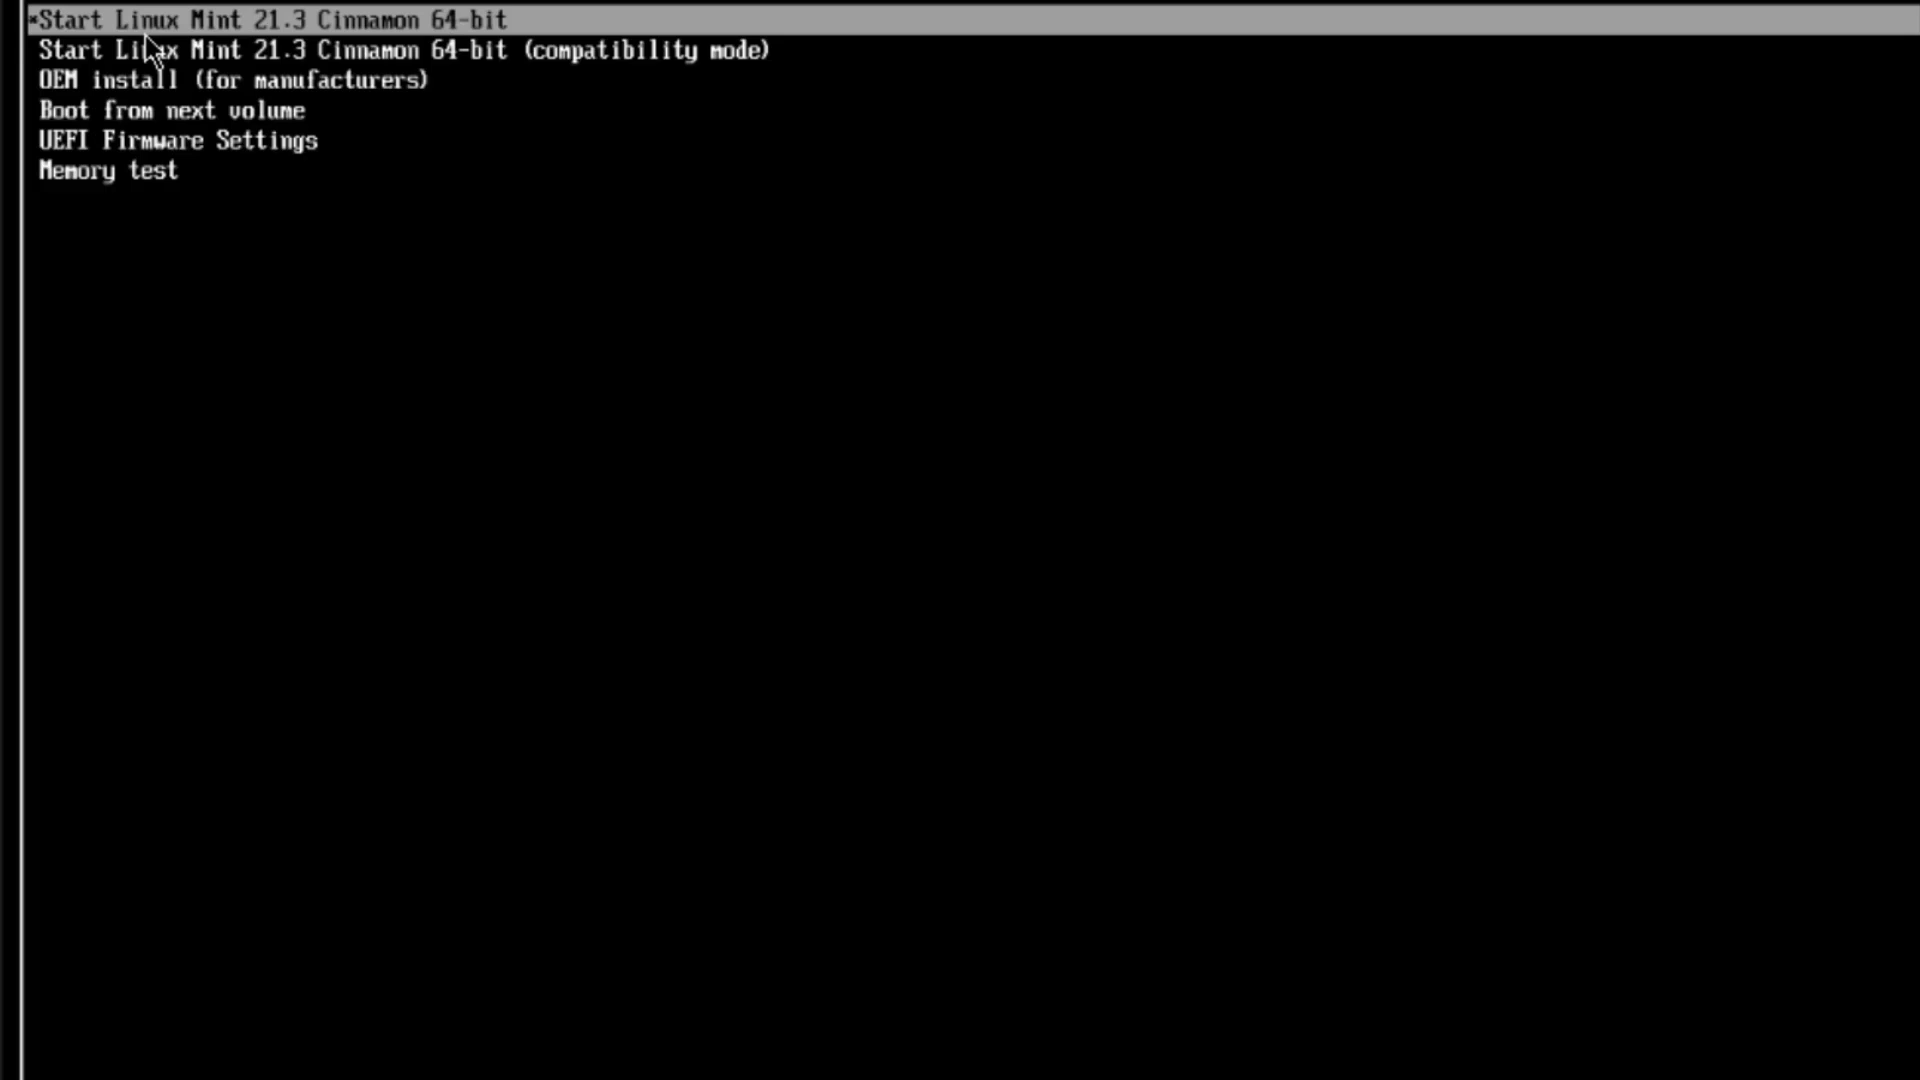 *Start Linux Mint 21.3 Cinnamon 64-bit
Start Linux Mint 21.3 Cinnamon 64-bit (compatibility mode)
OEM install (for manufacturers)
Boot from next volume
UEFI Firmware Settings
Memory test